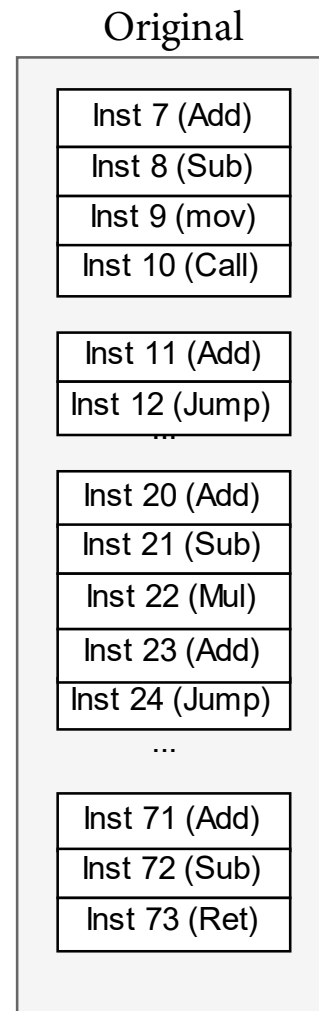 Original
Inst 7 (Add)
Inst 8 (Sub)
Inst 9 (mov)
Inst 10 (Call)
Inst 11 (Add)
Inst 12 (Jump)
...
Inst 20 (Add)
Inst 21 (Sub)
Inst 22 (Mul)
Inst 23 (Add)
Inst 24 (Jump)
...
Inst 71 (Add)
Inst 72 (Sub)
Inst 73 (Ret)